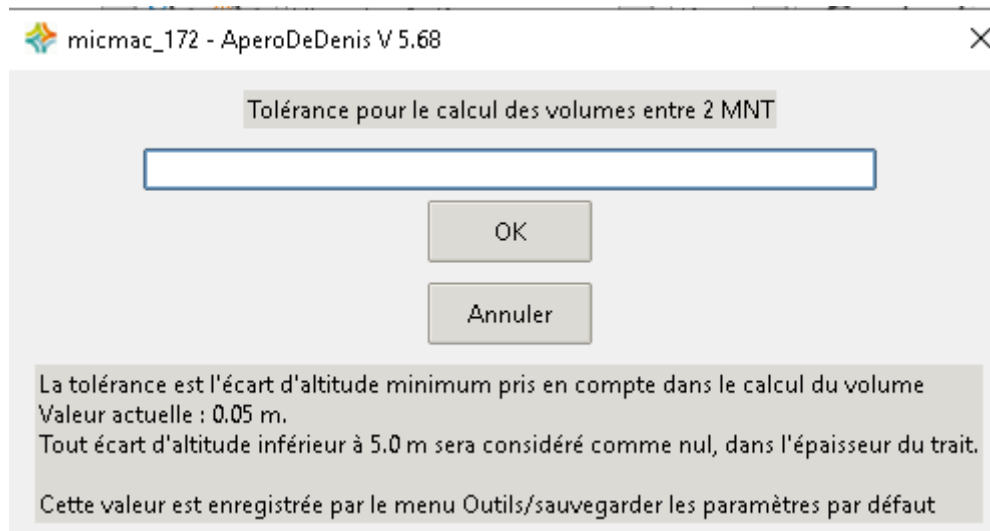 micmac_172 - AperoDeDenis V 5.68
Tolérance pour le calcul des volumes entre 2 MNT
OK
Annuler
La tolérance est l'écart d'altitude minimum pris en compte dans le calcul du volume
Valeur actuelle : 0.05 m.
Tout écart d'altitude inférieur à 5.0 m sera considéré comme nul, dans l'épaisseur du trait.
Cette valeur est enregistrée par le menu Outils/sauvegarder les paramètres par défaut